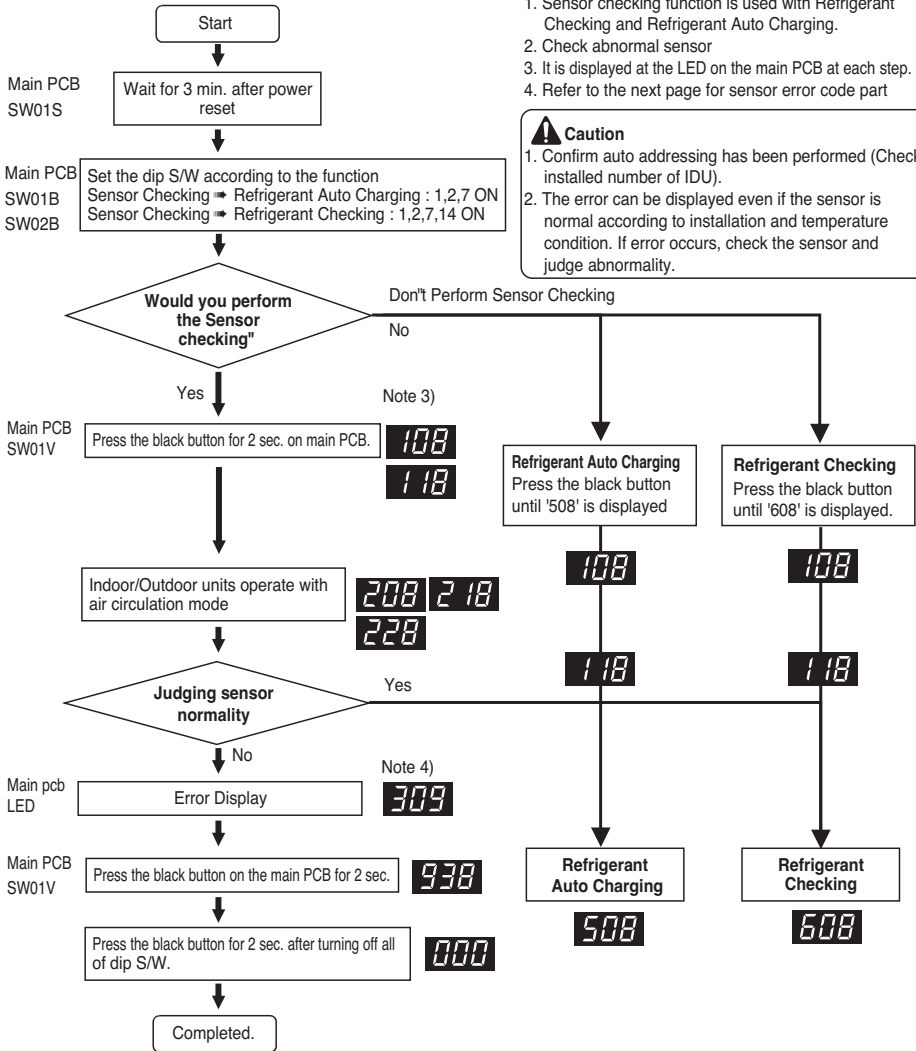 1. Sensor checking function is used with Refrigerant
Checking and Refrigerant Auto Charging.
2. Check abnormal sensor
3. It is displayed at the LED on the main PCB at each step.
4. Refer to the next page for sensor error code part
Caution
1. Confirm auto addressing has been performed (Check
installed number of IDU).
2. The error can be displayed even if the sensor is
normal according to installation and temperature
condition. If error occurs, check the sensor and
judge abnormality.
Start
Main PCB
SW01S
Wait for 3 min. after power
reset
Main PCB
SW01B
SW02B
Set the dip S/W according to the function
Sensor Checking ➠ Refrigerant Auto Charging : 1,2,7 ON
Sensor Checking ➠ Refrigerant Checking : 1,2,7,14 ON
Would you perform
the Sensor
checking"
Don"t Perform Sensor Checking
No
Yes
Note 3)
Main PCB
SW01V
Press the black button for 2 sec. on main PCB.
108
118
Refrigerant Auto Charging
Press the black button
until '508' is displayed
Refrigerant Checking
Press the black button
until '608' is displayed.
108
108
Indoor/Outdoor units operate with
air circulation mode
208 218
228
118
118
Judging sensor
normality
Yes
No
Note 4)
Main pcb
LED
Error Display
309
Main PCB
SW01V
Press the black button on the main PCB for 2 sec.
938
Refrigerant
Auto Charging
Refrigerant
Checking
508
608
Press the black button for 2 sec. after turning off all
of dip S/W.
000
Completed.